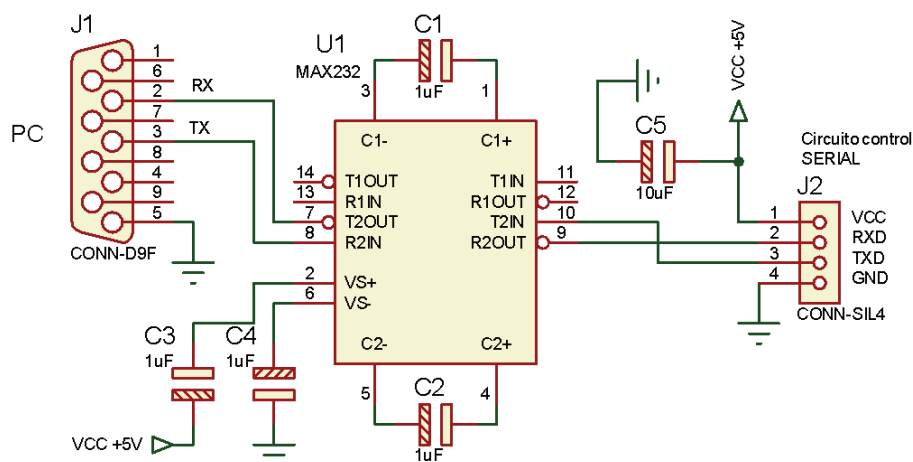 J1
PC
1
6
2
7
3
8
4
9
5
RX
TX
CONN-D9F
U1
MAX232
C1
1uF
3
1
C1-
C1+
14
13
7
8
2
6
T1OUT
R1IN
T2OUT
R2IN
VS+
VS-
T1IN
R1OUT
T2IN
R2OUT
11
12
10
9
C2-
C2+
5
4
C2
1uF
C3
1uF
C4
1uF
VCC +5V
C5
10uF
VCC +5V
Circuito control
SERIAL
J2
1
2
3
4
VCC
RXD
TXD
GND
CONN-SIL4